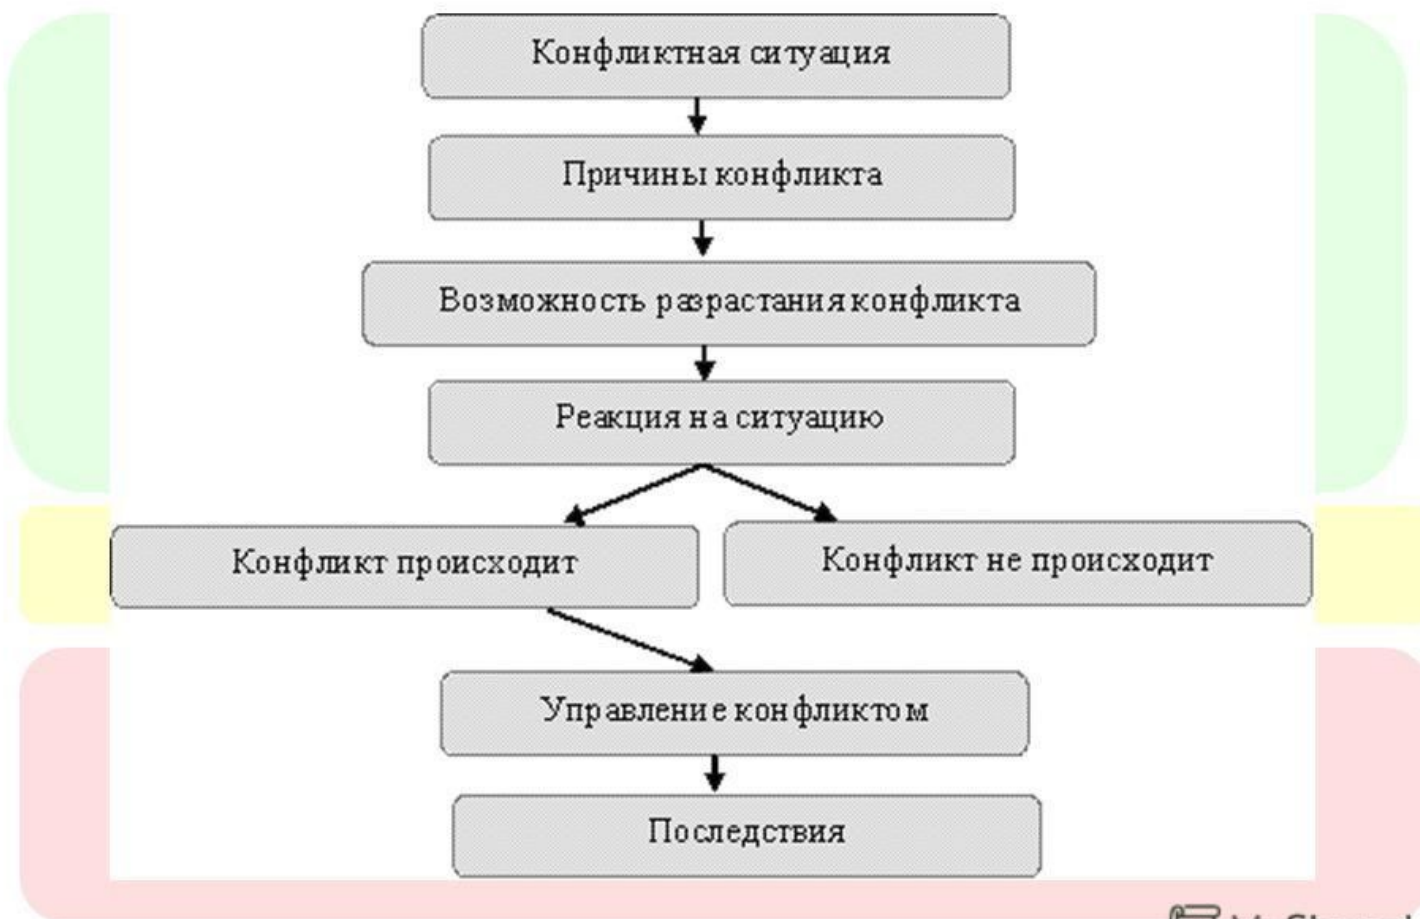 Конфликтная ситуация
Причины конфликта
Возможность разрастания конфликта
Реакция на ситуацию
Конфликт происходит
Конфликт не происходит
Управление конфликтом
Последствия